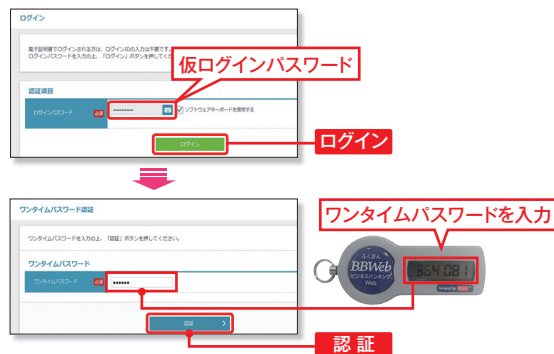 ログイン
電子証明書でログインされる方は、ログインIDの入力は不要です。
ログインパスワードを入力の上、「ログイン」ボタンを押してくだ
仮ログインパスワード
認証項目
ログインパスワード 必須 ソフトウェアキーボードを使用する
ログイン
ログイン
ワンタイムパスワード認証
ワンタイムパスワードを入力の上、「認証」ボタンを押してください。
ワンタイムパスワード
ワンタイムパスワード 必須
認証
認 証
ワンタイムパスワードを入力
ふくぎん
BBWeb
ビジネスバンキング
Web
364 081
Secured by RSA